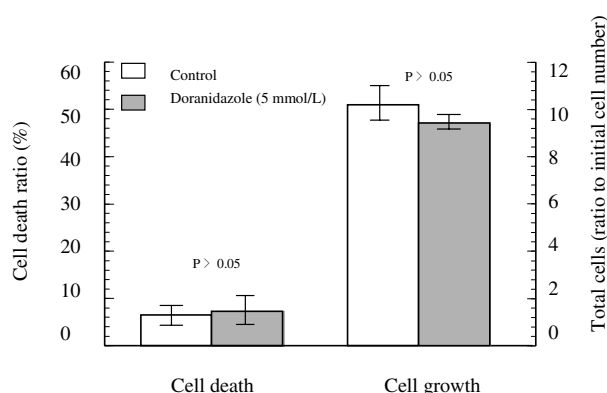 60
50
40
30
20
10
0
Cell death ratio (%)
Control
Doranidazole (5 mmol/L)
P > 0.05
P > 0.05
12
10
8
6
4
2
0
Total cells (ratio to initial cell number)
Cell death
Cell growth